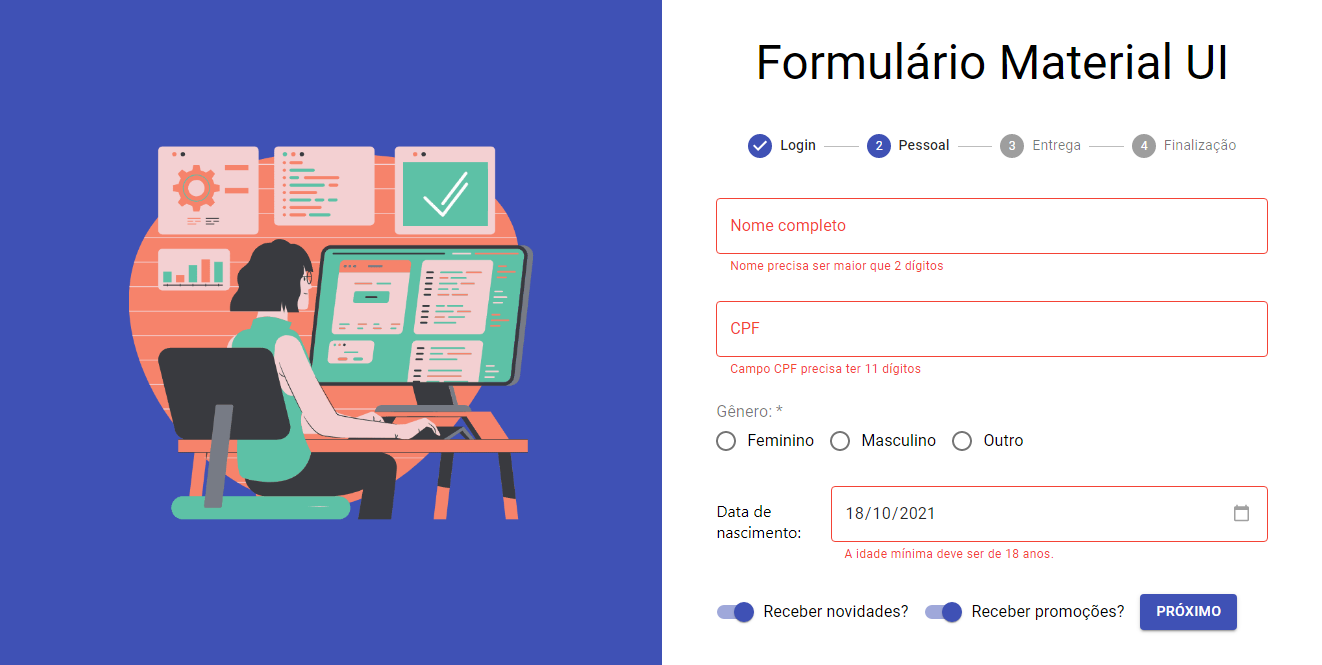 Formulário Material UI
Login 2 Pessoal 3 Entrega 4 Finalização
Nome completo
Nome precisa ser maior que 2 dígitos
CPF
Campo CPF precisa ter 11 dígitos
Gênero: *
Feminino Masculino Outro
Data de
nascimento:
18/10/2021
A idade mínima deve ser de 18 anos.
Receber novidades? Receber promoções? PRÓXIMO